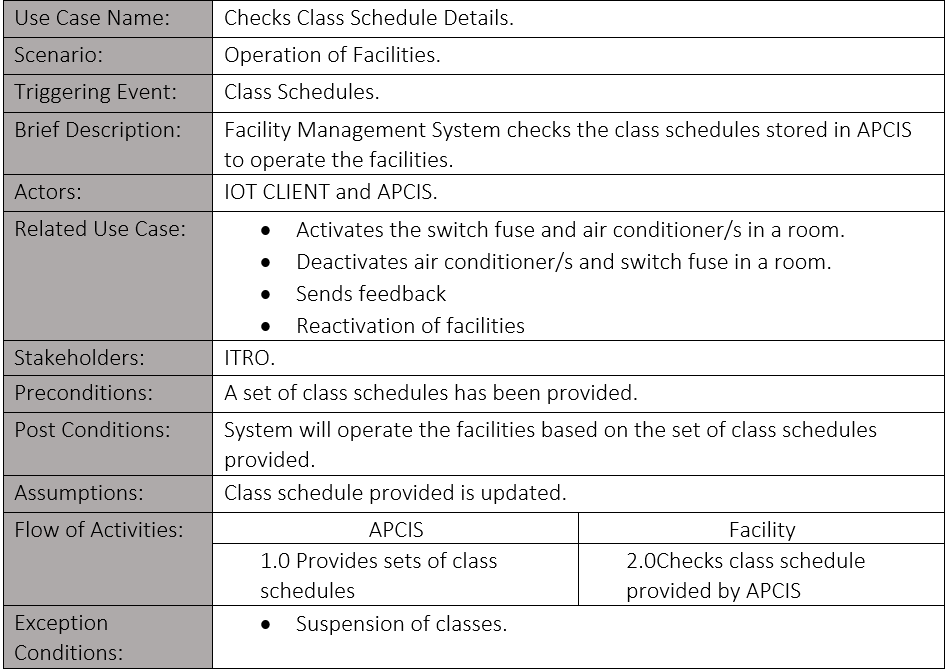 Use Case Name: Checks Class Schedule Details.
Scenario: Operation of Facilities.
Triggering Event: Class Schedules.
Brief Description: Facility Management System checks the class schedules stored in APCIS
to operate the facilities.
Actors: IOT CLIENT and APCIS.
Related Use Case: • Activates the switch fuse and air conditioner/s in a room.
• Deactivates air conditioner/s and switch fuse in a room.
• Sends feedback
• Reactivation of facilities
Stakeholders: ITRO.
Preconditions: A set of class schedules has been provided.
Post Conditions: System will operate the facilities based on the set of class schedules
provided.
Assumptions: Class schedule provided is updated.
Flow of Activities: APCIS Facility
1.0 Provides sets of class 2.0Checks class schedule
schedules provided by APCIS
Exception • Suspension of classes.
Conditions: